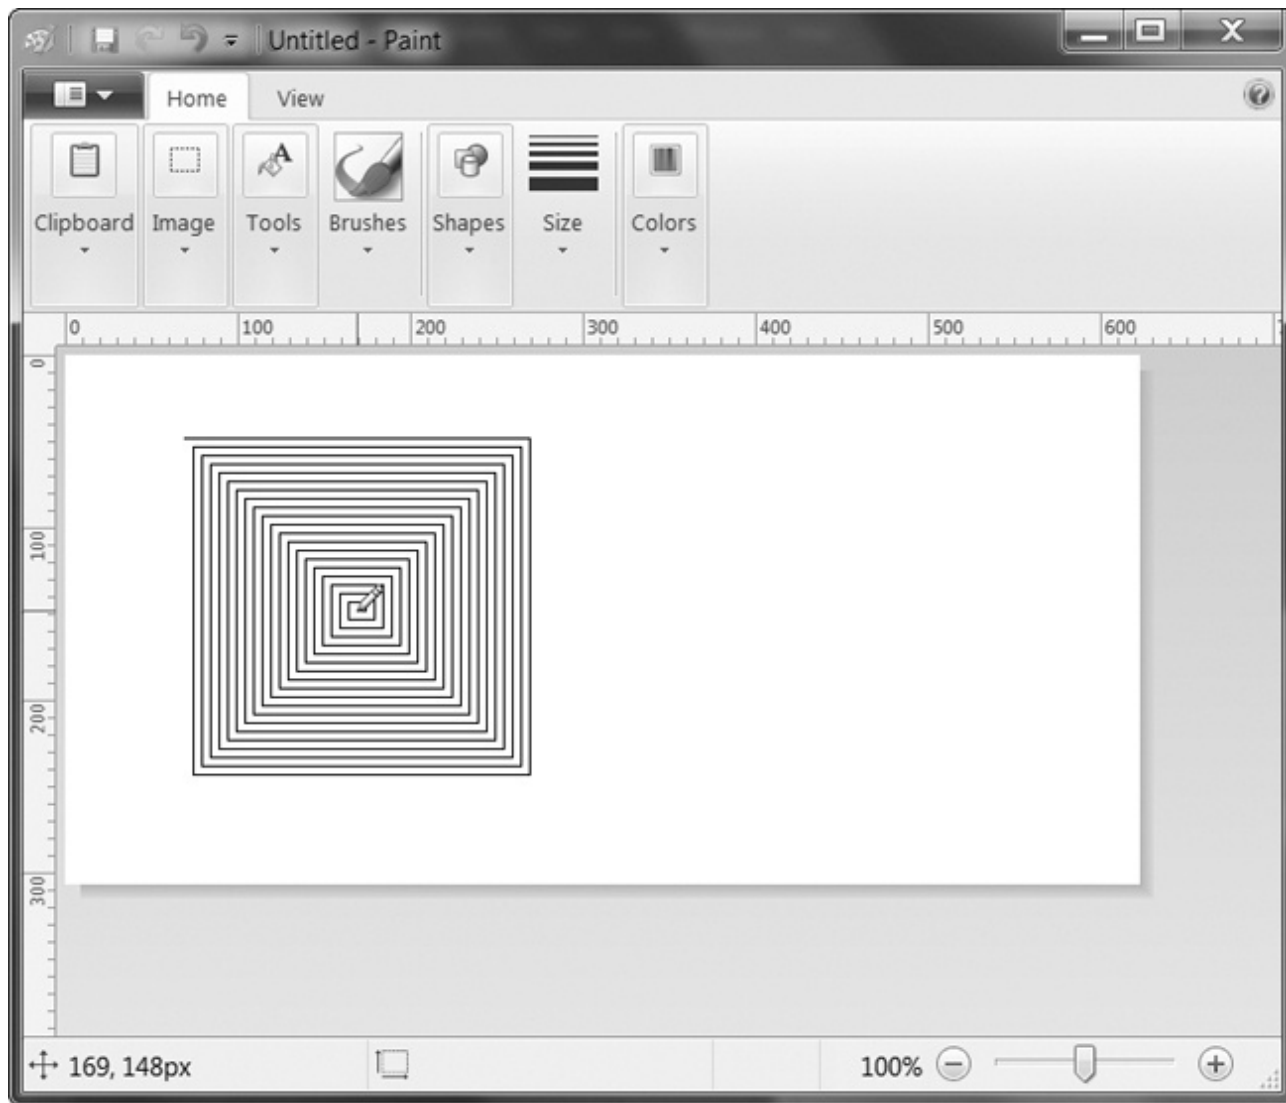 Untitled - Paint
Home View
Clipboard Image Tools Brushes Shapes Size Colors
0 100 200 300 400 500 600
0
100
200
300
169, 148px 100%